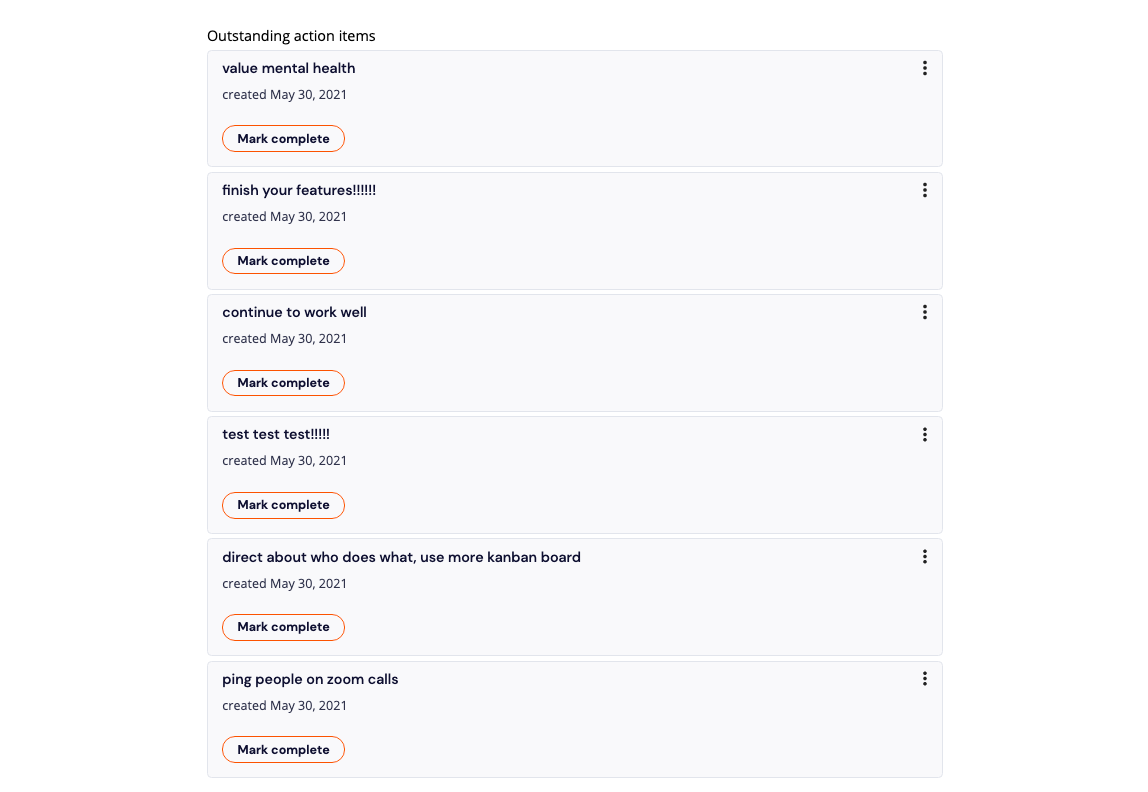 Outstanding action items
value mental health
created May 30, 2021
Mark complete
finish your features!!!!!!
created May 30, 2021
Mark complete
continue to work well
created May 30, 2021
Mark complete
test test test!!!!!
created May 30, 2021
Mark complete
direct about who does what, use more kanban board
created May 30, 2021
Mark complete
ping people on zoom calls
created May 30, 2021
Mark complete